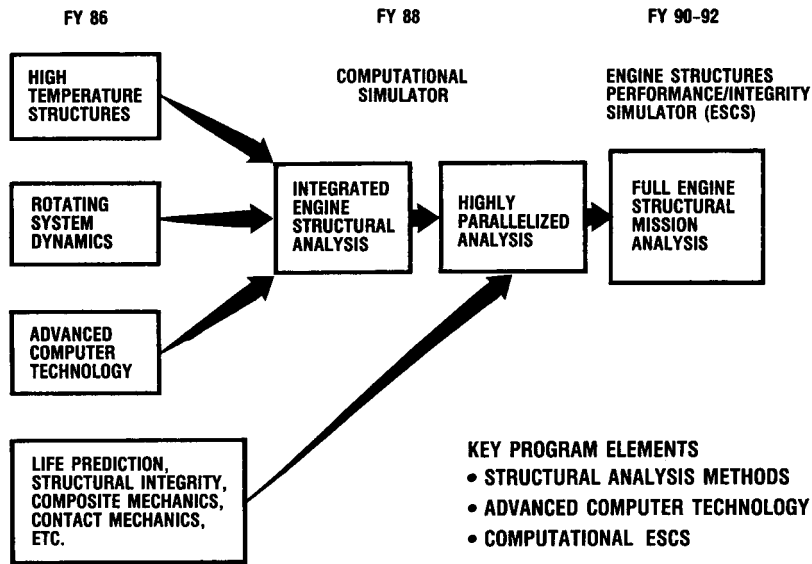 FY 86
FY 88
FY 90-92
HIGH
TEMPERATURE
STRUCTURES
COMPUTATIONAL
SIMULATOR
ENGINE STRUCTURES
PERFORMANCE/INTEGRITY
SIMULATOR (ESCS)
ROTATING
SYSTEM
DYNAMICS
INTEGRATED
ENGINE
STRUCTURAL
ANALYSIS
HIGHLY
PARALLELIZED
ANALYSIS
FULL ENGINE
STRUCTURAL
MISSION
ANALYSIS
ADVANCED
COMPUTER
TECHNOLOGY
LIFE PREDICTION,
STRUCTURAL INTEGRITY,
COMPOSITE MECHANICS,
CONTACT MECHANICS,
ETC.
KEY PROGRAM ELEMENTS
• STRUCTURAL ANALYSIS METHODS
• ADVANCED COMPUTER TECHNOLOGY
• COMPUTATIONAL ESCS